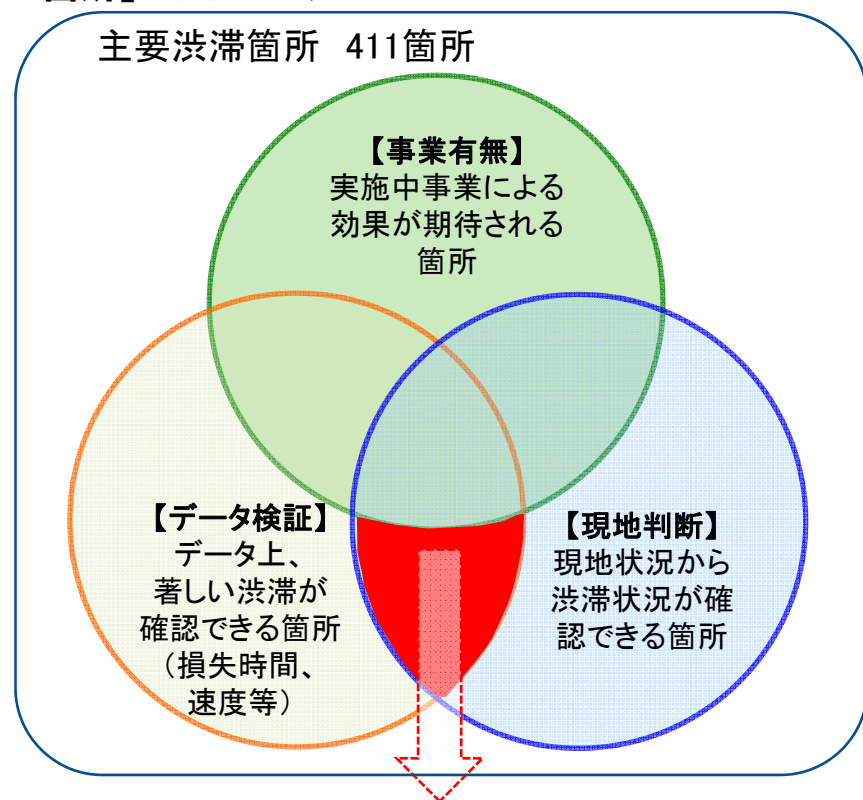 主要渋滞箇所 411箇所
【事業有無】
実施中事業による
効果が期待される
箇所
【データ検証】
データ上、
著しい渋滞が
確認できる箇所
(損失時間、
速度等)
【現地判断】
現地状況から
渋滞状況が確
認できる箇所